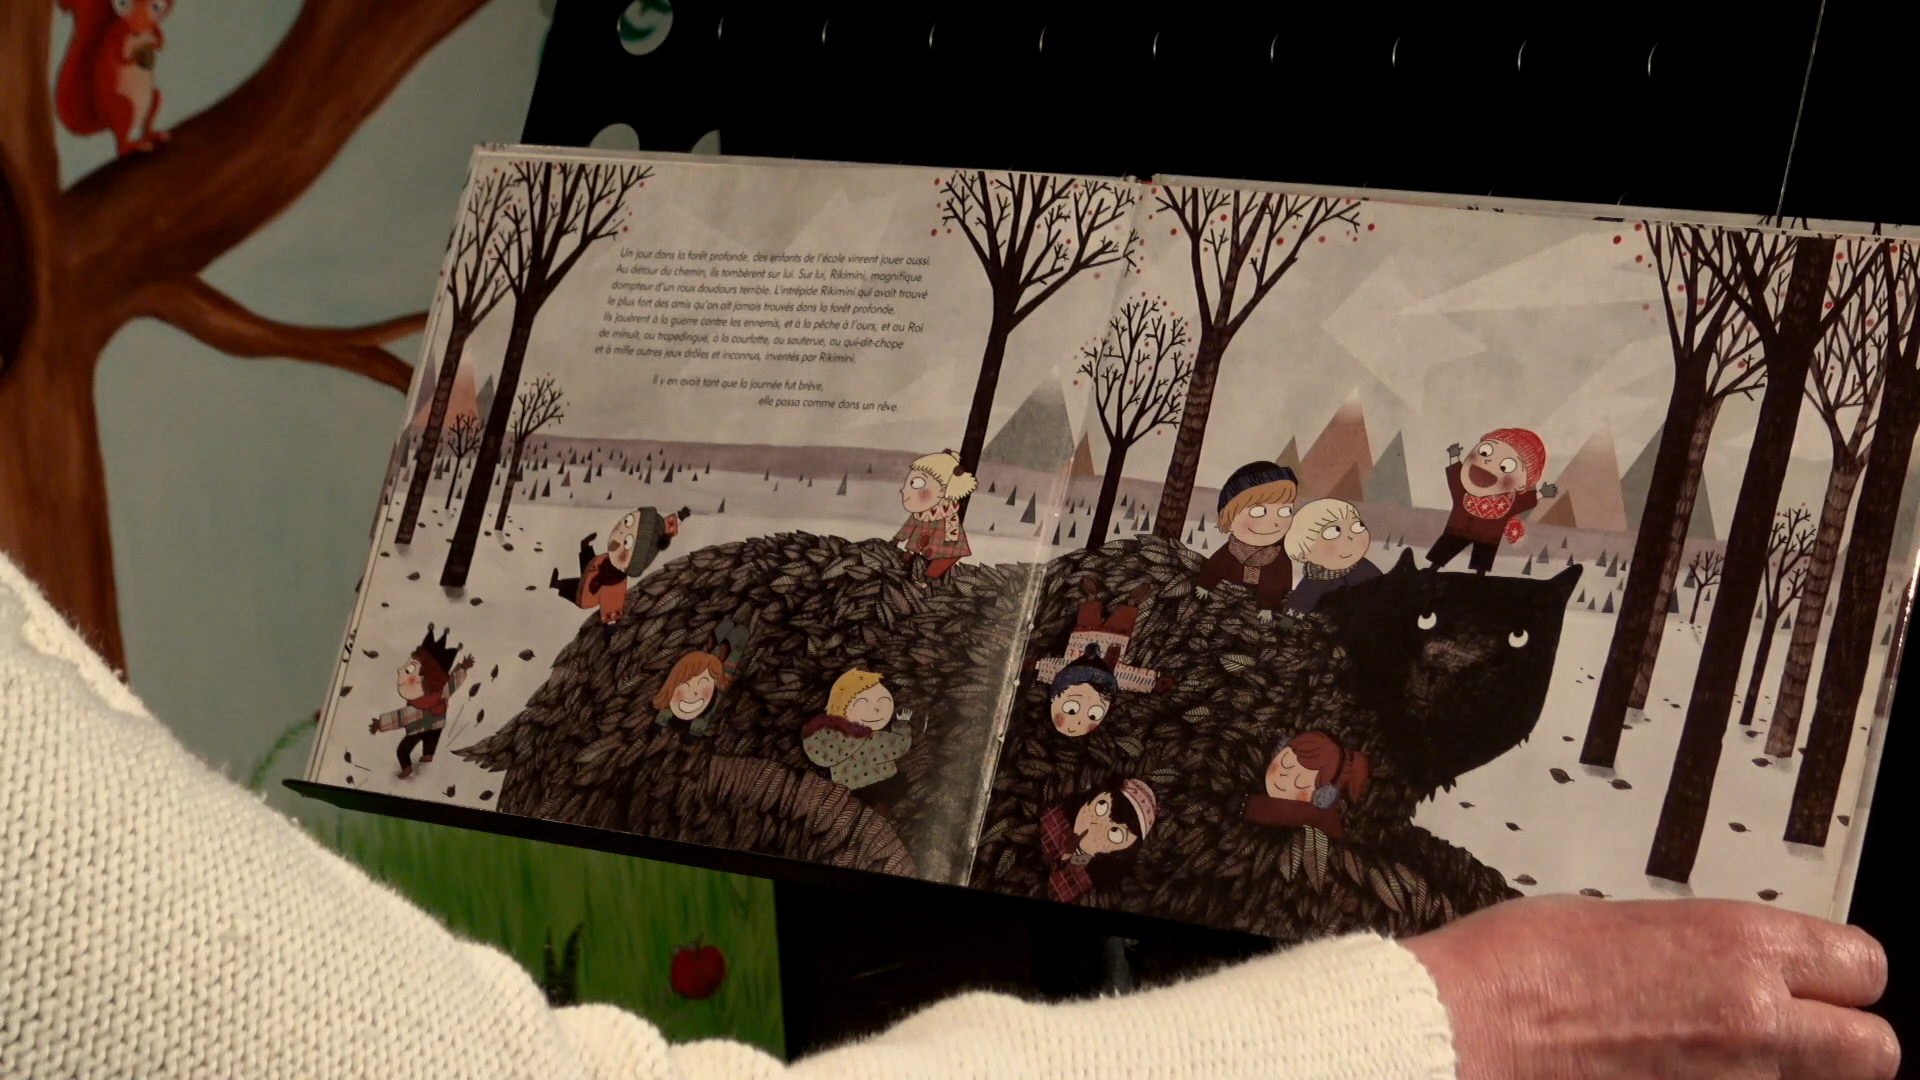 Un jour dans la forêt profonde, des enfants de l'école vinrent jouer aussi.
Au détour du chemin, ils tombèrent sur lui. Sur lui, Rikimini, magnifique
dompteur d'un roux doudours terrible. L'intrépide Rikimini qui avait trouvé
le plus fort des amis qu'on ait jamais trouvés dans la forêt profonde.
Ils jouèrent à la guerre contre les ennemis, et à la pêche à l'ours, et au Roi
de minuit, au trapedingue, à la courlotte, au sauterue, au qui-dit-chope
et à mille autres jeux drôles et inconnus, inventés par Rikimini.
Il y en avait tant que la journée fut brève,
elle passa comme dans un rêve.